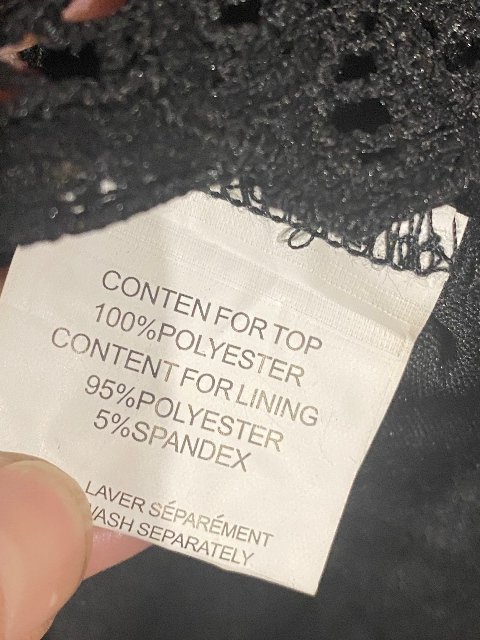 CONTEN FOR TOP
100%POLYESTER
CONTENT FOR LINING
95%POLYESTER
5%SPANDEX
LAVER SÉPARÉMENT
WASH SEPARATELY